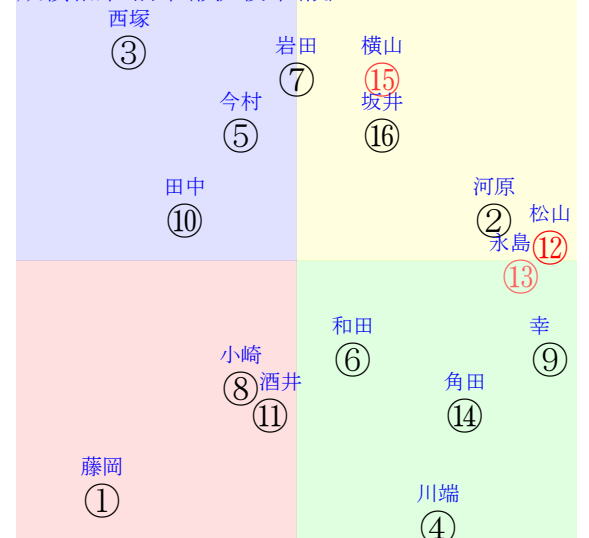 西塚
③
岩田
⑦
横山
⑮
今村
⑤
坂井
⑯
田中
⑩
河原
②
松山
⑫
永島
⑬
和田
⑥
幸
⑨
小崎
⑧
酒井
⑪
角田
⑭
藤岡
①
川端
④